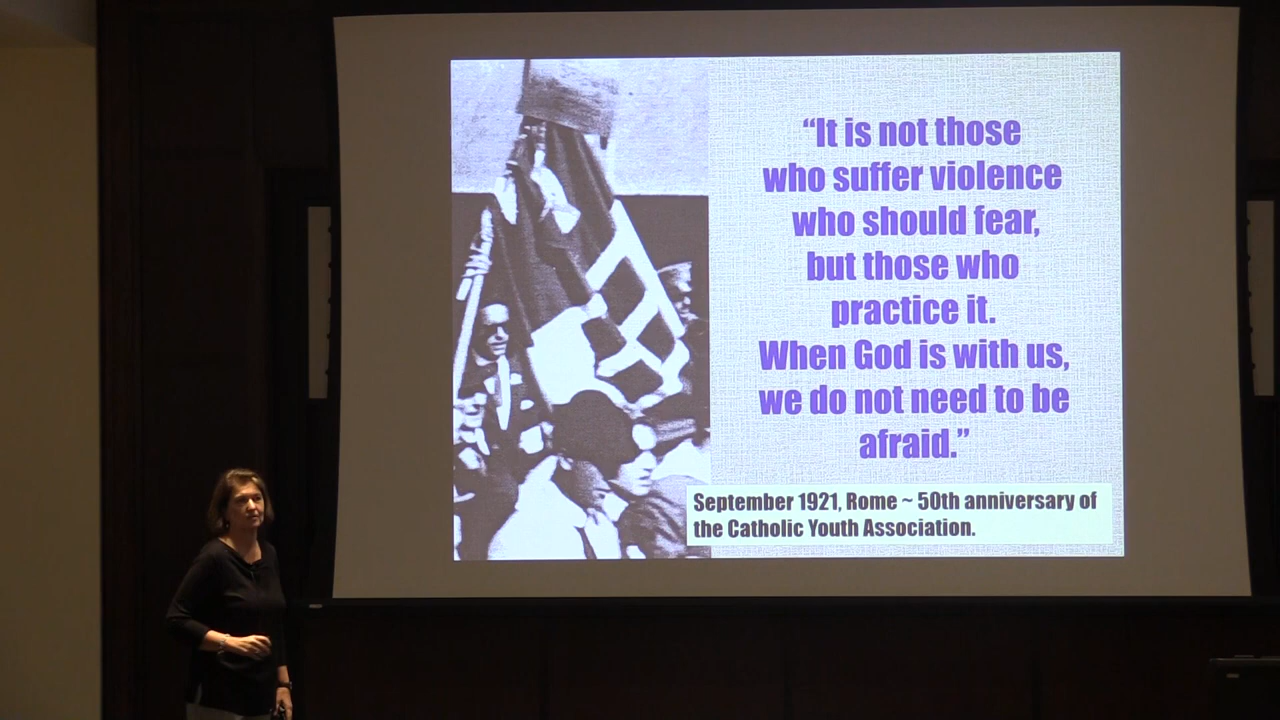 “It is not those
who suffer violence
who should fear,
but those who
practice it.
When God is with us,
we do not need to be
afraid.”
September 1921, Rome ~ 50th anniversary of
the Catholic Youth Association.